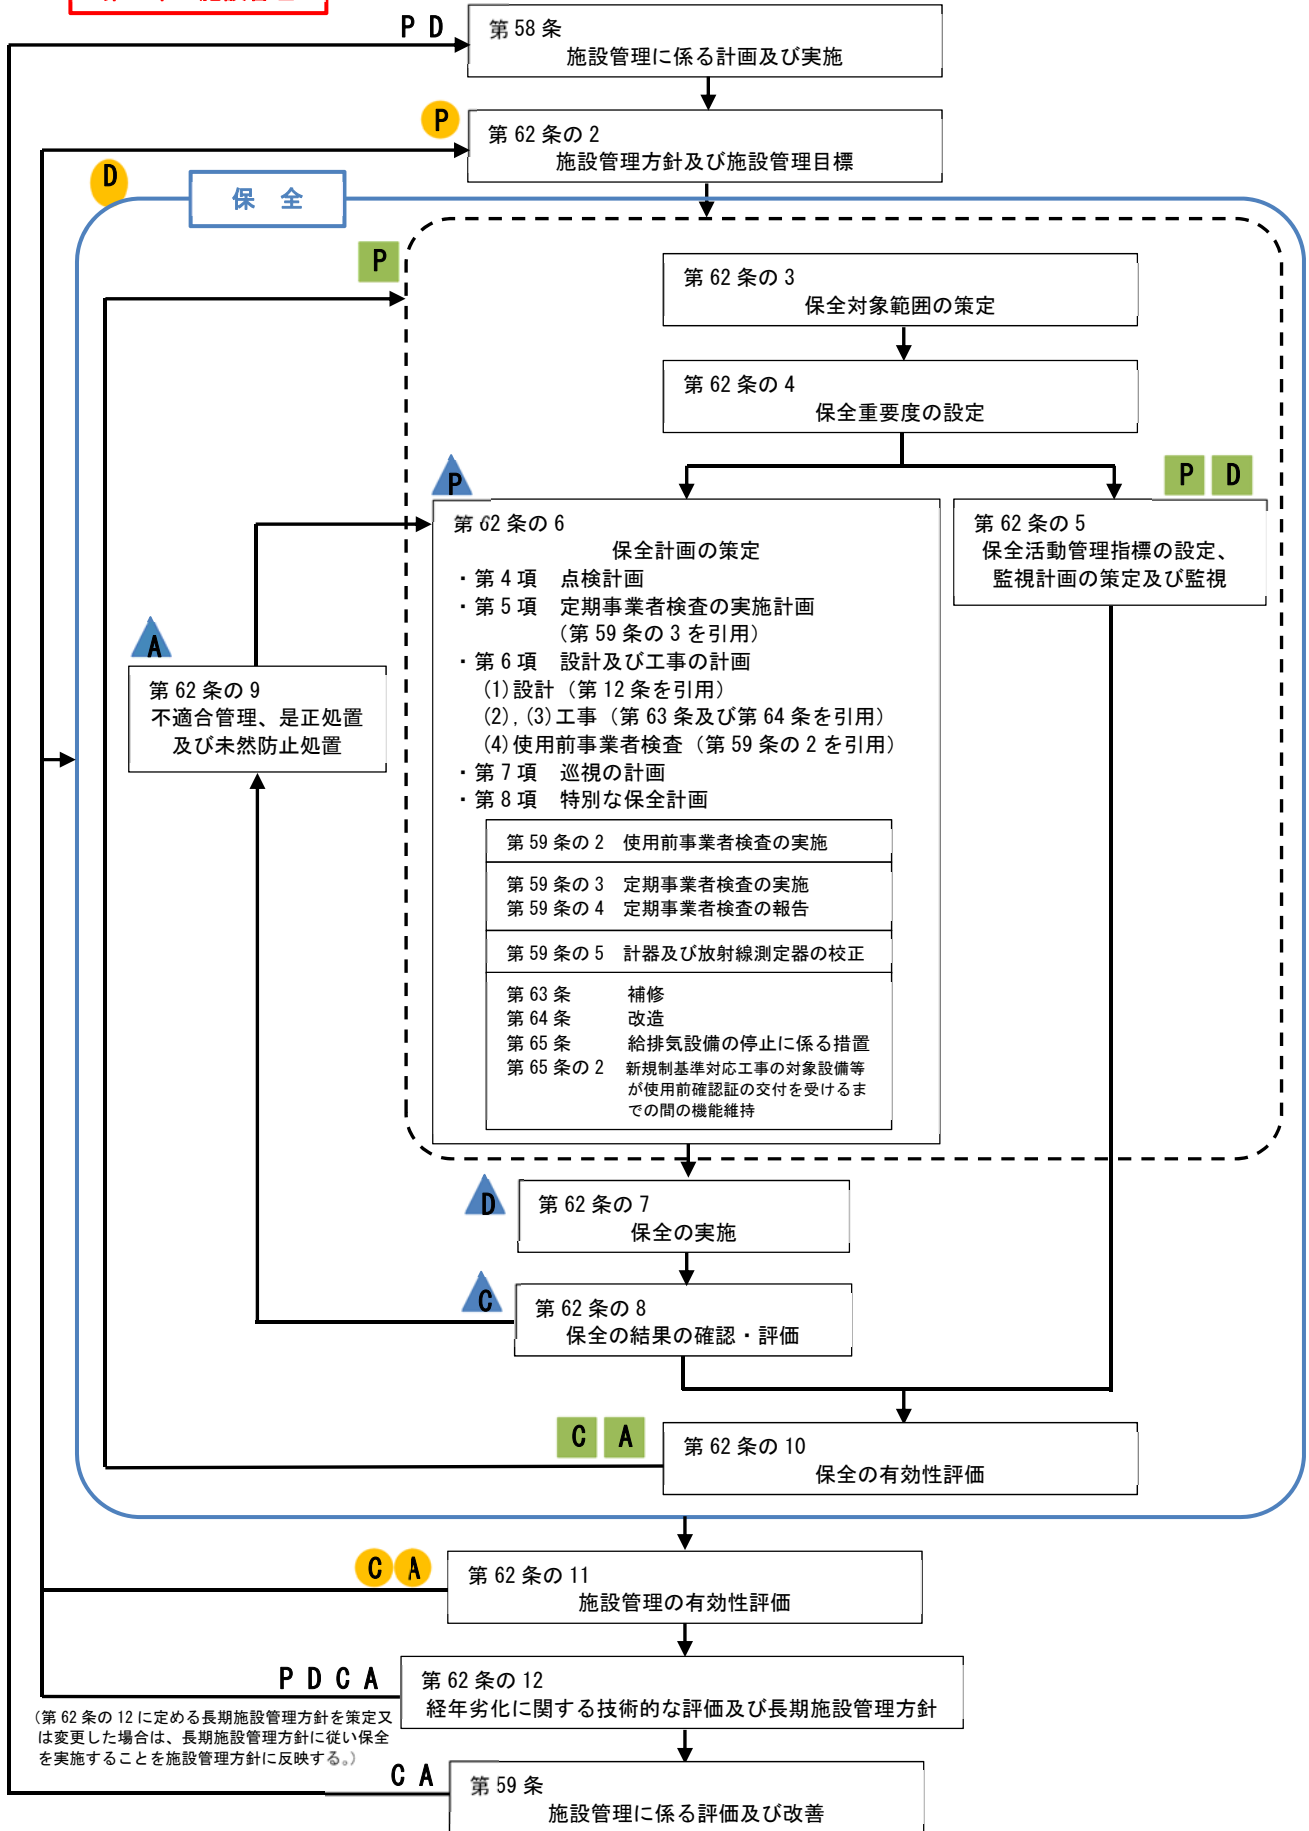 P D
第 58 条
施設管理に係る計画及び実施
P
第 62 条の 2
施設管理方針及び施設管理目標
D
保 全
P
第 62 条の 3
保全対象範囲の策定
第 62 条の 4
保全重要度の設定
P D
P
第 62 条の 6
保全計画の策定
・第 4 項 点検計画
・第 5 項 定期事業者検査の実施計画
(第 59 条の 3 を引用)
・第 6 項 設計及び工事の計画
(1)設計 (第 12 条を引用)
(2),(3)工事 (第 63 条及び第 64 条を引用)
(4)使用前事業者検査 (第 59 条の 2 を引用)
・第 7 項 巡視の計画
・第 8 項 特別な保全計画
第 59 条の 2 使用前事業者検査の実施
第 59 条の 3 定期事業者検査の実施
第 59 条の 4 定期事業者検査の報告
第 59 条の 5 計器及び放射線測定器の校正
第 63 条 補修
第 64 条 改造
第 65 条 給排気設備の停止に係る措置
第 65 条の 2 新規制基準対応工事の対象設備等
が使用前確認証の交付を受けるま
での間の機能維持
第 62 条の 5
保全活動管理指標の設定、
監視計画の策定及び監視
A
第 62 条の 9
不適合管理、是正処置
及び未然防止処置
D
第 62 条の 7
保全の実施
C
第 62 条の 8
保全の結果の確認・評価
C A
第 62 条の 10
保全の有効性評価
C A
第 62 条の 11
施設管理の有効性評価
P D C A
第 62 条の 12
経年劣化に関する技術的な評価及び長期施設管理方針
(第 62 条の 12 に定める長期施設管理方針を策定又
は変更した場合は、長期施設管理方針に従い保全
を実施することを施設管理方針に反映する。)
C A
第 59 条
施設管理に係る評価及び改善